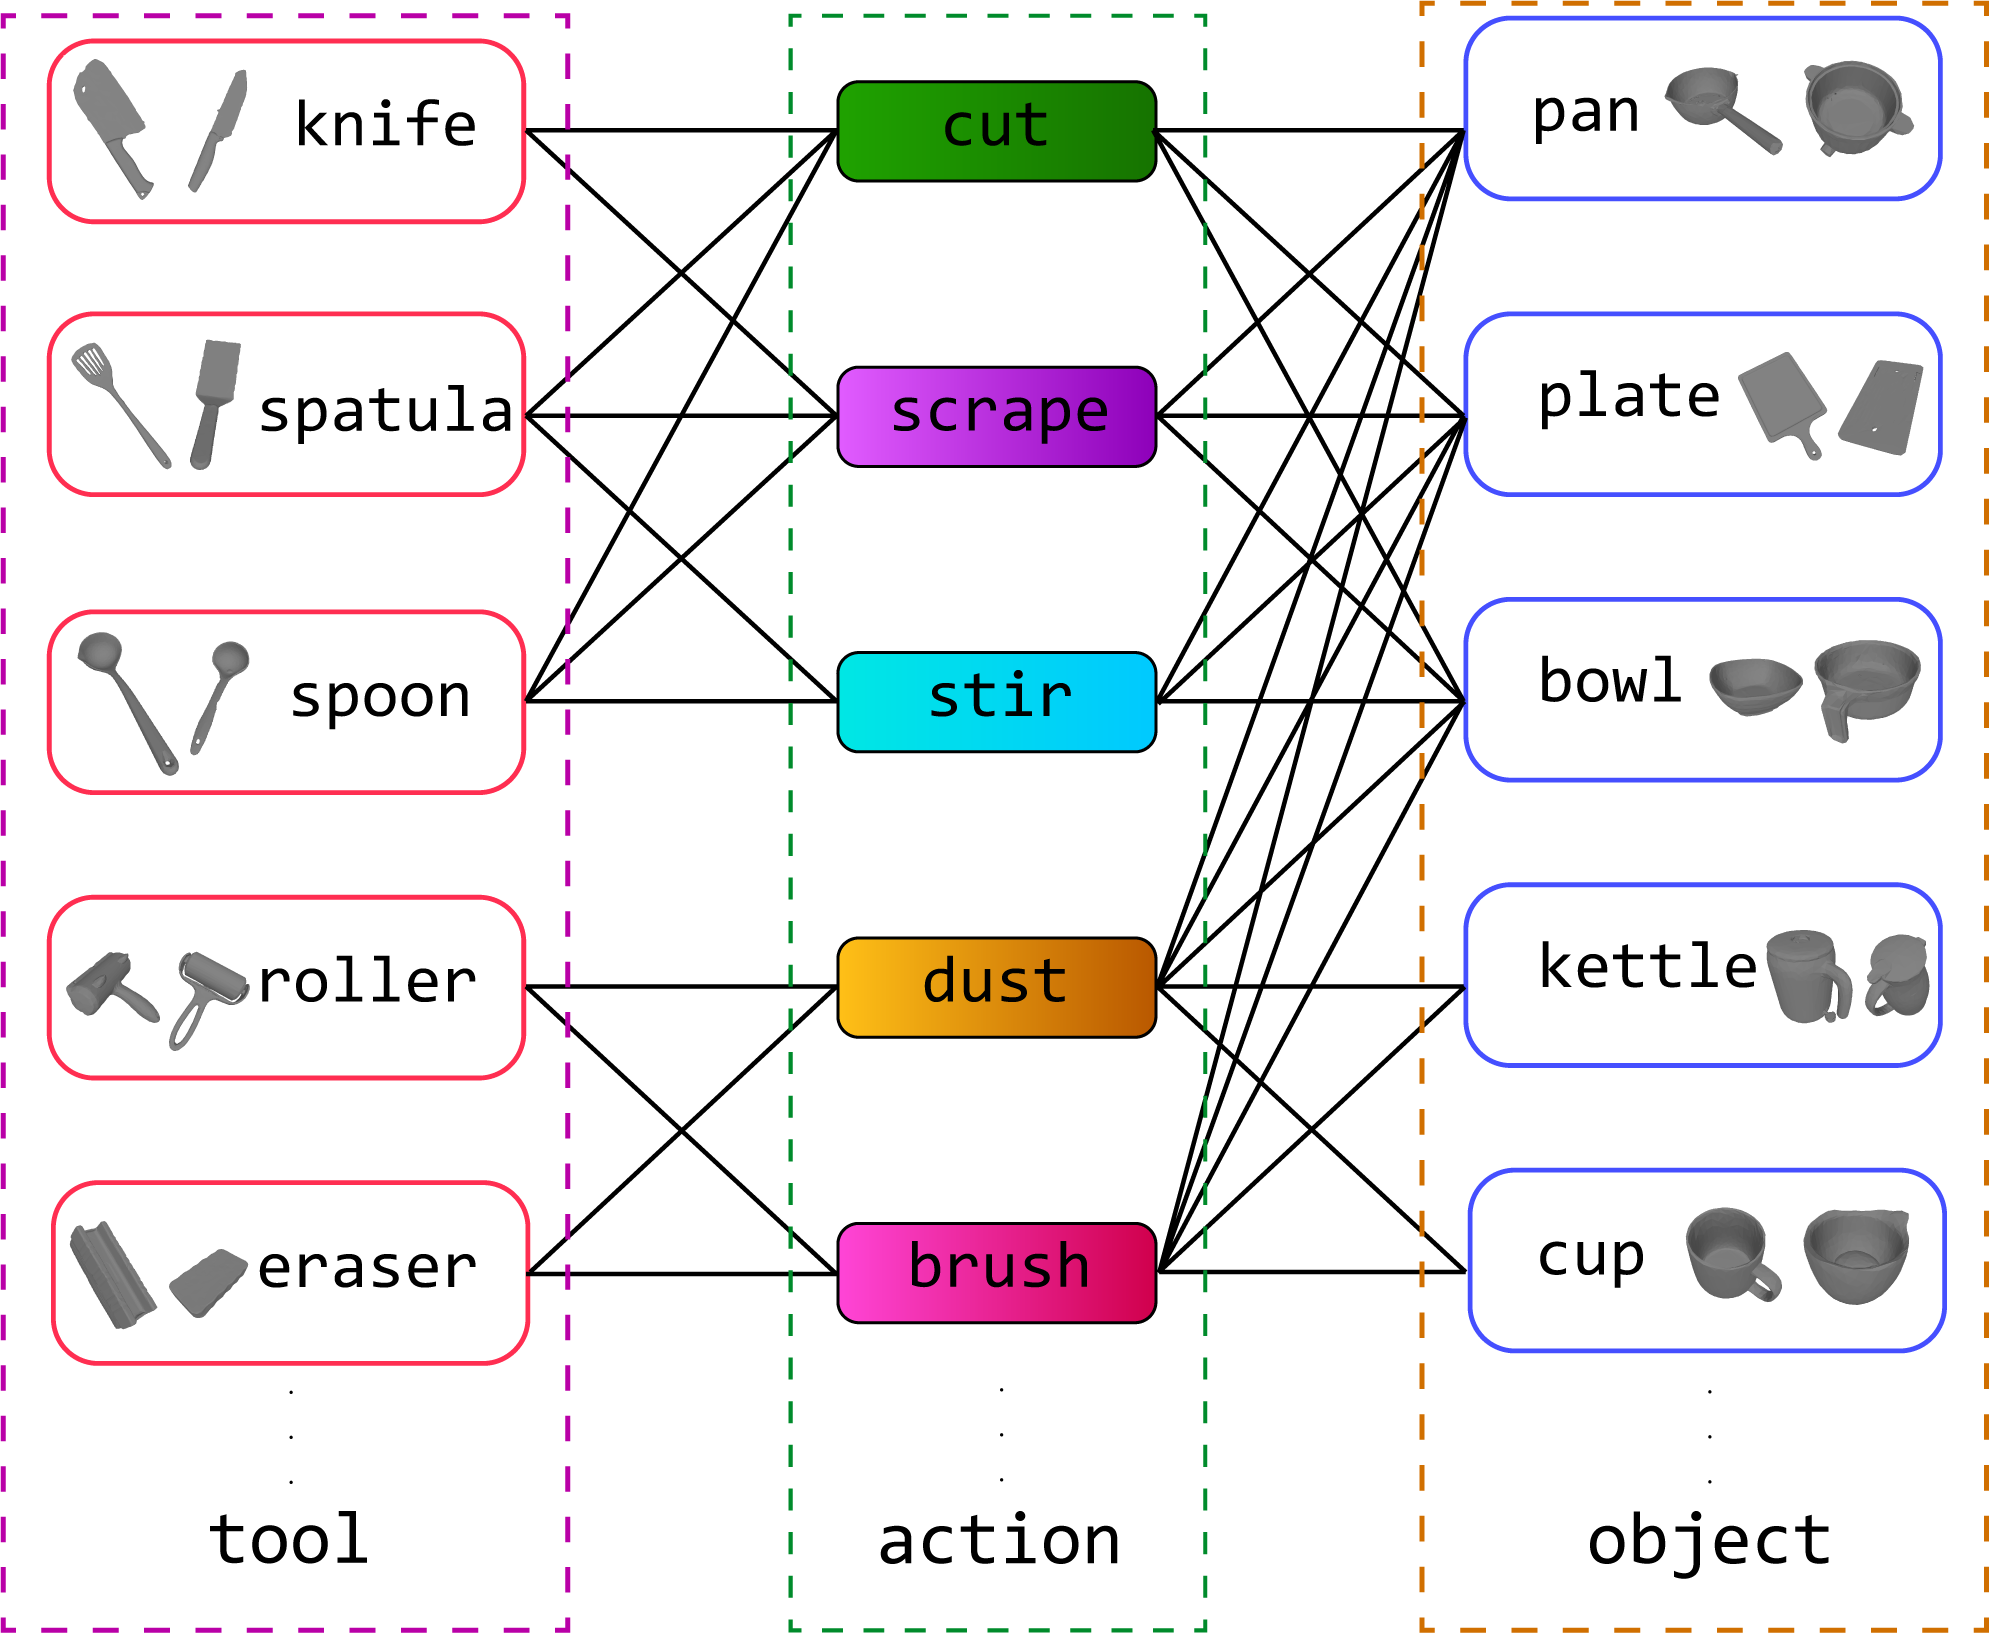 knife
cut
pan
spatula
scrape
plate
spoon
stir
bowl
roller
dust
kettle
eraser
brush
cup
tool
action
object